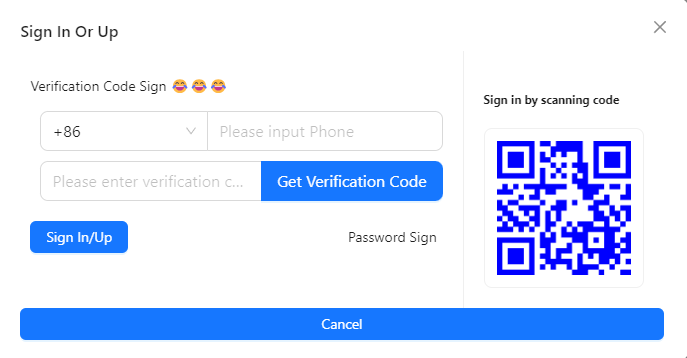 Sign In Or Up
Verification Code Sign 😂 😂 😂
+86
Please input Phone
Please enter verification c...
Get Verification Code
Sign In/Up
Password Sign
Sign in by scanning code
Cancel